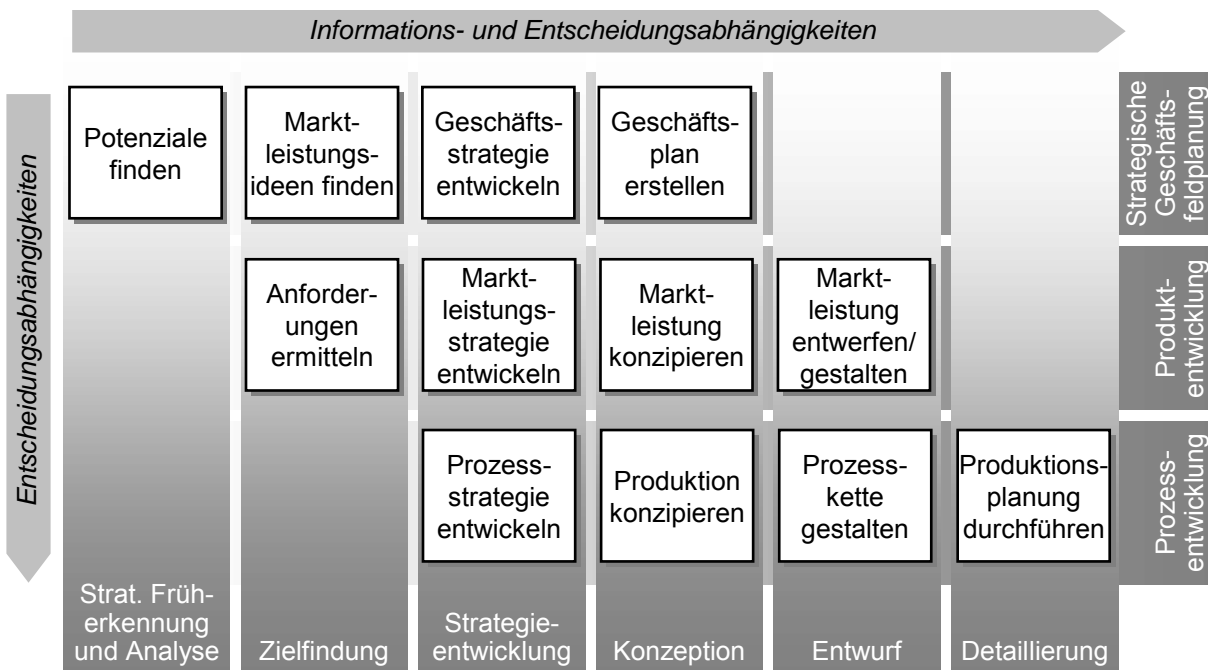 Informations- und Entscheidungsabhängigkeiten
Entscheidungsabhängigkeiten
Potenziale
finden
Markt-
leistungs-
ideen finden
Geschäfts-
strategie
entwickeln
Geschäfts-
plan
erstellen
Strategische
Geschäfts-
feldplanung
Anforder-
ungen
ermitteln
Markt-
leistungs-
strategie
entwickeln
Markt-
leistung
konzipieren
Markt-
leistung
entwerfen/
gestalten
Produkt-
entwicklung
Prozess-
strategie
entwickeln
Produktion
konzipieren
Prozess-
kette
gestalten
Produktions-
planung
durchführen
Prozess-
entwicklung
Strat. Früh-
erkennung
und Analyse
Zielfindung
Strategie-
entwicklung
Konzeption
Entwurf
Detaillierung